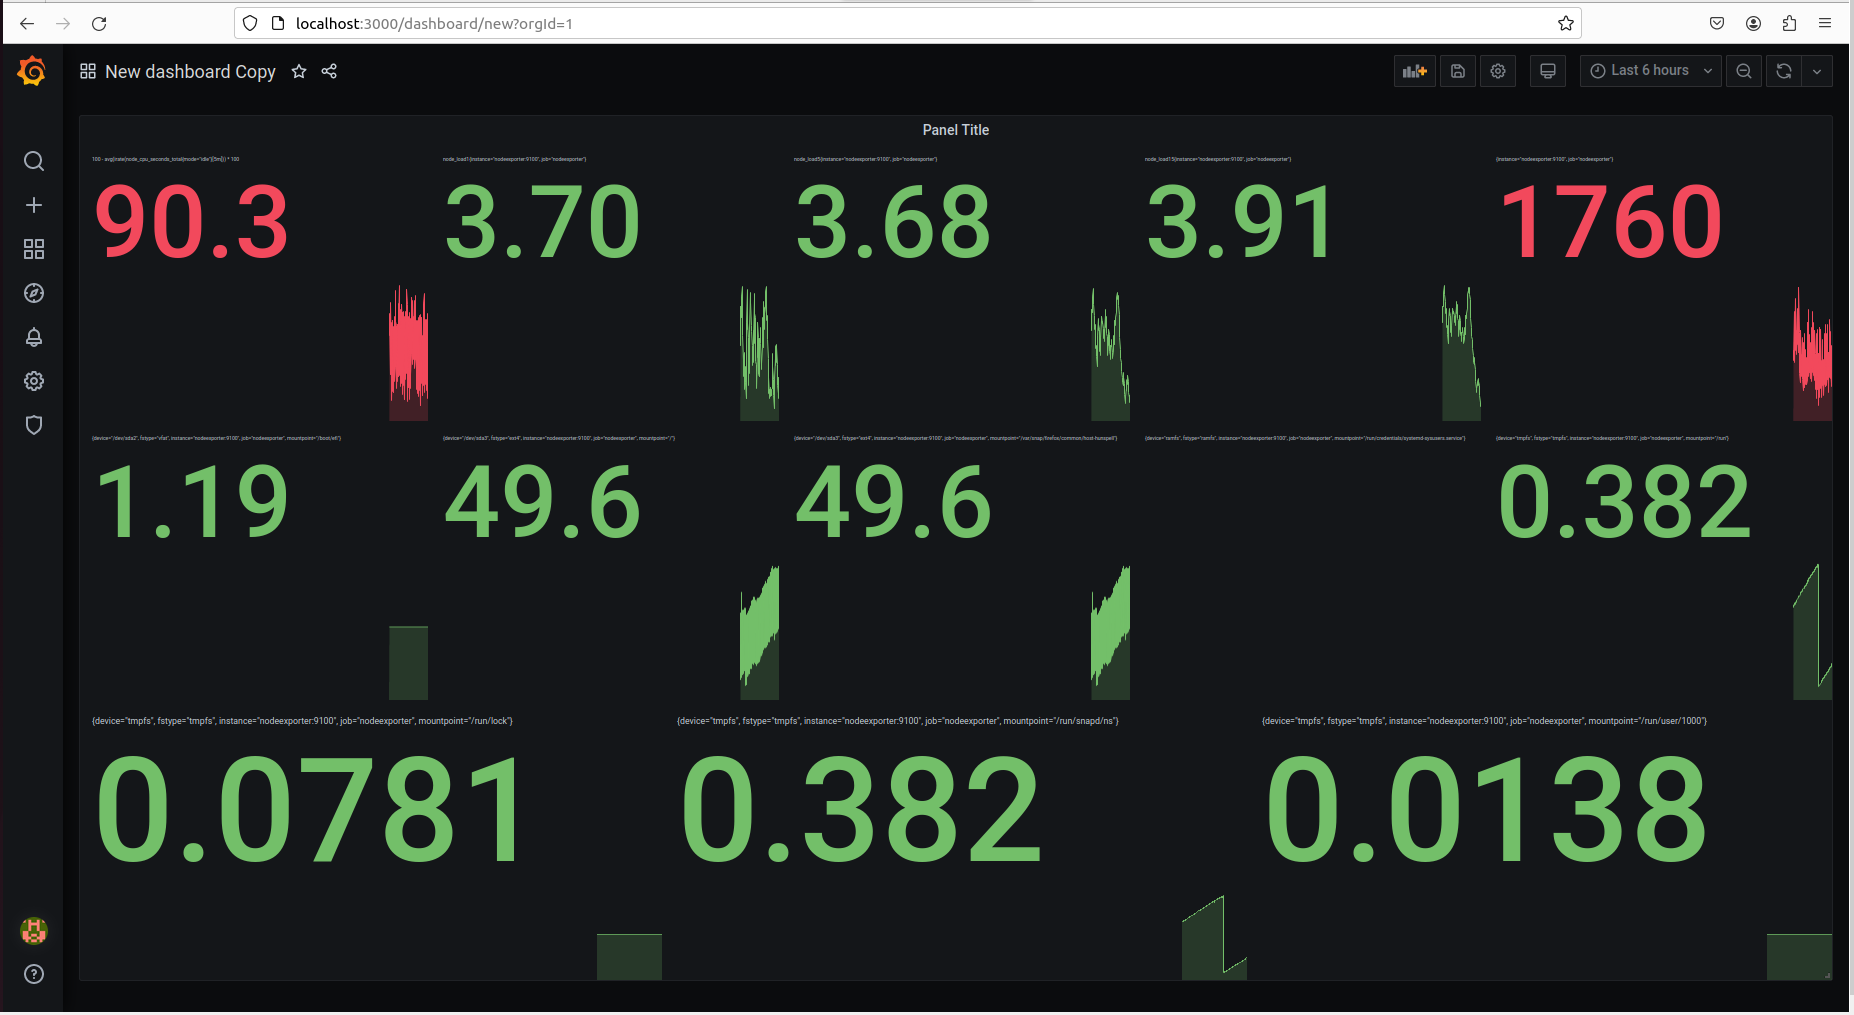 localhost:3000/dashboard/new?orgId=1
New dashboard Copy
Last 6 hours
Panel Title
100 - avg(irate(node_cpu_seconds_total{mode="idle"}[5m])) * 100
node_load1{instance="nodeexporter:9100", job="nodeexporter"}
node_load5{instance="nodeexporter:9100", job="nodeexporter"}
node_load15{instance="nodeexporter:9100", job="nodeexporter"}
{instance="nodeexporter:9100", job="nodeexporter"}
90.3
3.70
3.68
3.91
1760
{device="/dev/sda2", fstype="vfat", instance="nodeexporter:9100", job="nodeexporter", mountpoint="/boot/efi"}
{device="/dev/sda3", fstype="ext4", instance="nodeexporter:9100", job="nodeexporter", mountpoint="/"}
{device="/dev/sda3", fstype="ext4", instance="nodeexporter:9100", job="nodeexporter", mountpoint="/var/snap/firefox/common/host-hunspell"}
{device="ramfs", fstype="ramfs", instance="nodeexporter:9100", job="nodeexporter", mountpoint="/run/credentials/systemd-sysusers.service"}
{device="tmpfs", fstype="tmpfs", instance="nodeexporter:9100", job="nodeexporter", mountpoint="/run"}
1.19
49.6
49.6
0.382
{device="tmpfs", fstype="tmpfs", instance="nodeexporter:9100", job="nodeexporter", mountpoint="/run/lock"}
{device="tmpfs", fstype="tmpfs", instance="nodeexporter:9100", job="nodeexporter", mountpoint="/run/snapd/ns"}
{device="tmpfs", fstype="tmpfs", instance="nodeexporter:9100", job="nodeexporter", mountpoint="/run/user/1000"}
0.0781
0.382
0.0138